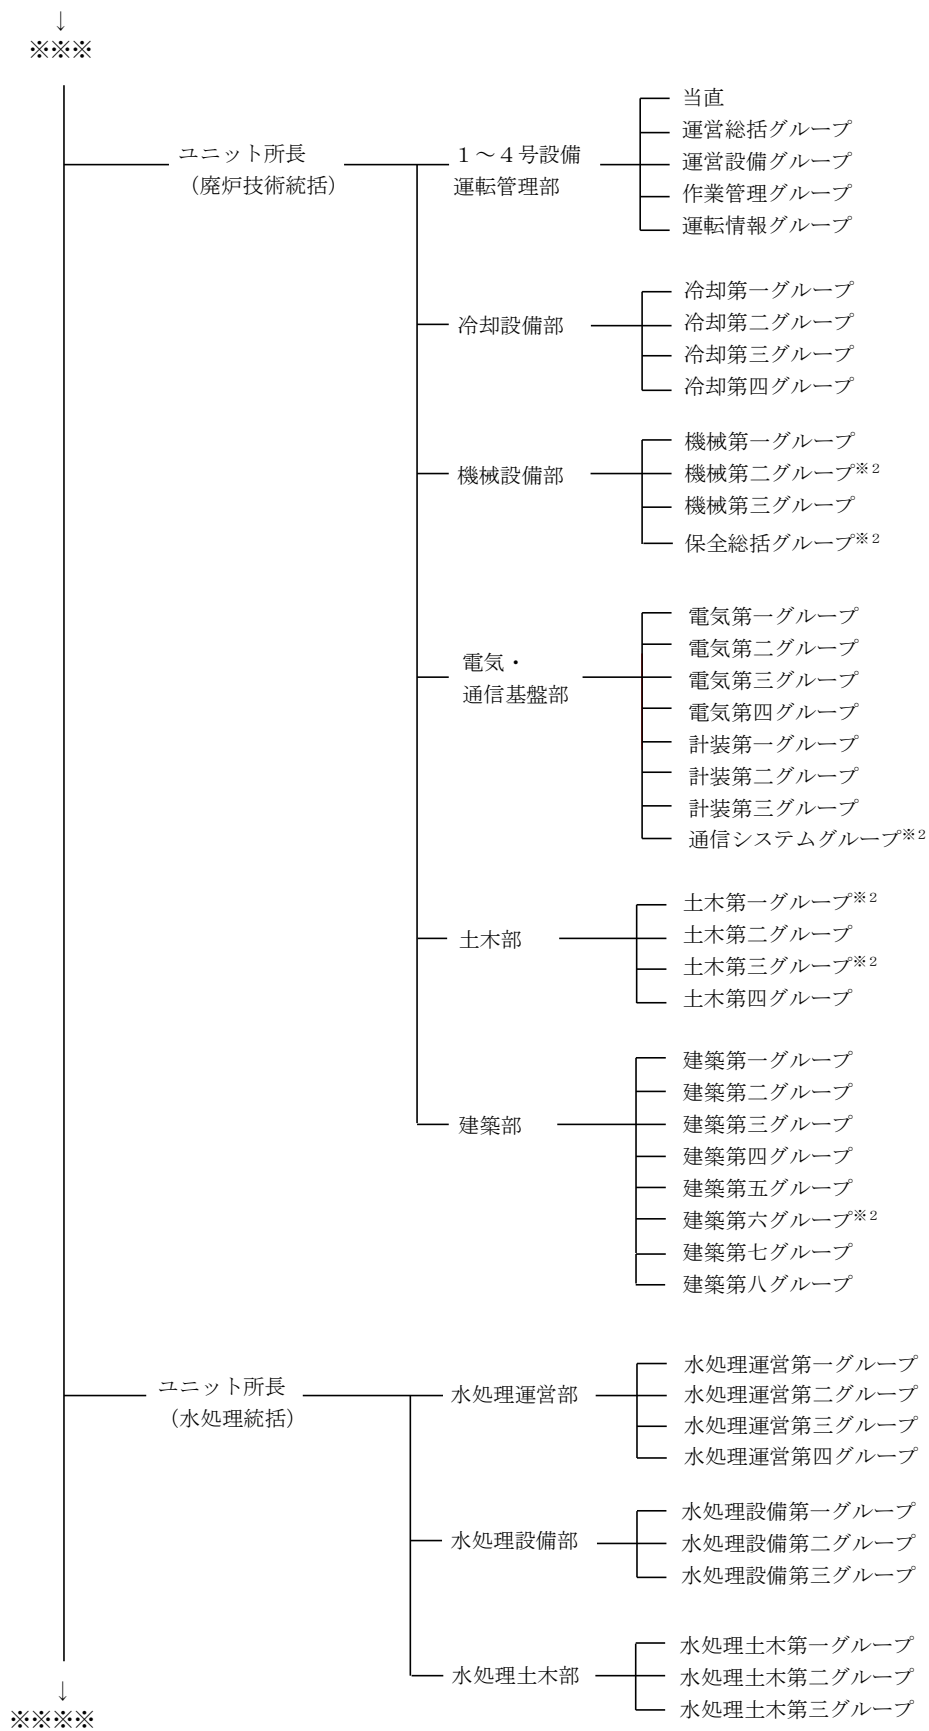 ↓
※※※
ユニット所長
（廃炉技術統括）
１～４号設備
運転管理部
当直
運営総括グループ
運営設備グループ
作業管理グループ
運転情報グループ
冷却設備部
冷却第一グループ
冷却第二グループ
冷却第三グループ
冷却第四グループ
機械設備部
機械第一グループ
機械第二グループ※２
機械第三グループ
保全総括グループ※２
電気・
通信基盤部
電気第一グループ
電気第二グループ
電気第三グループ
電気第四グループ
計装第一グループ
計装第二グループ
計装第三グループ
通信システムグループ※２
土木部
土木第一グループ※２
土木第二グループ
土木第三グループ※２
土木第四グループ
建築部
建築第一グループ
建築第二グループ
建築第三グループ
建築第四グループ
建築第五グループ
建築第六グループ※２
建築第七グループ
建築第八グループ
ユニット所長
（水処理統括）
水処理運営部
水処理運営第一グループ
水処理運営第二グループ
水処理運営第三グループ
水処理運営第四グループ
水処理設備部
水処理設備第一グループ
水処理設備第二グループ
水処理設備第三グループ
水処理土木部
水処理土木第一グループ
水処理土木第二グループ
水処理土木第三グループ
↓
※※※※